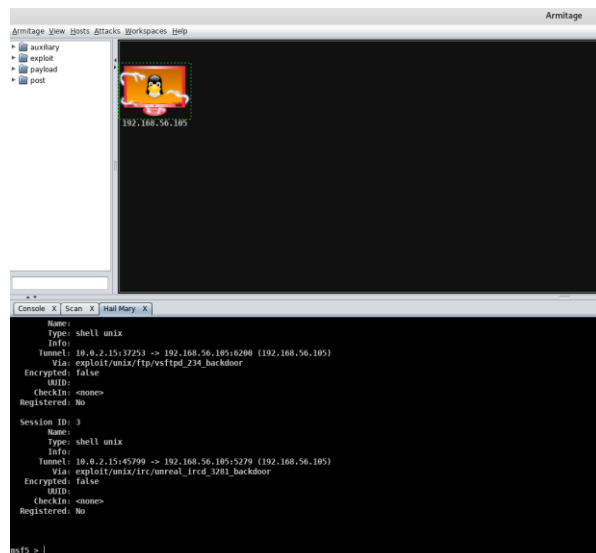 Armitage
Armitage View Hosts Attacks Workspaces Help
auxiliary
exploit
payload
post
192.168.56.105
Console X Scan X Hail Mary X
Name:
Type: shell unix
Info:
Tunnel: 10.0.2.15:37253 -> 192.168.56.105:6200 (192.168.56.105)
Via: exploit/unix/ftp/vsftpd_234_backdoor
Encrypted: false
UUID:
CheckIn: <none>
Registered: No
Session ID: 3
Name:
Type: shell unix
Info:
Tunnel: 10.0.2.15:45799 -> 192.168.56.105:5279 (192.168.56.105)
Via: exploit/unix/irc/unreal_ircd_3281_backdoor
Encrypted: false
UUID:
CheckIn: <none>
Registered: No
msf5 >